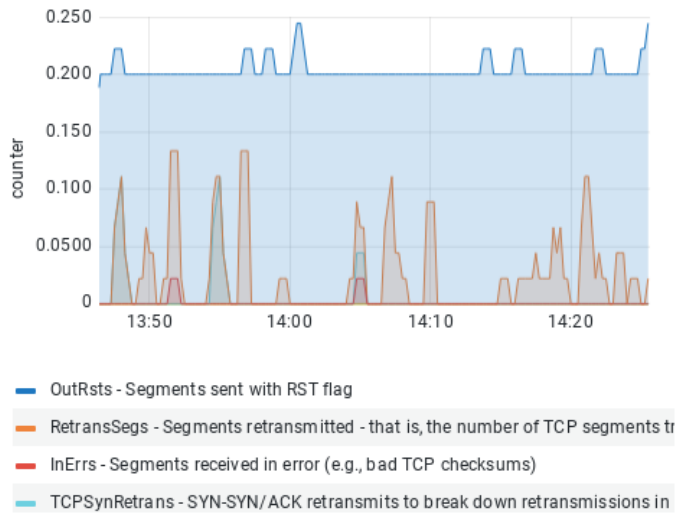 0.250
0.200
0.150
0.100
0.0500
0
counter
13:50 14:00 14:10 14:20
OutRsts - Segments sent with RST flag
RetransSegs - Segments retransmitted - that is, the number of TCP segments
InErrs - Segments received in error (e.g., bad TCP checksums)
TCPSynRetrans - SYN-SYN/ACK retransmits to break down retransmissions in